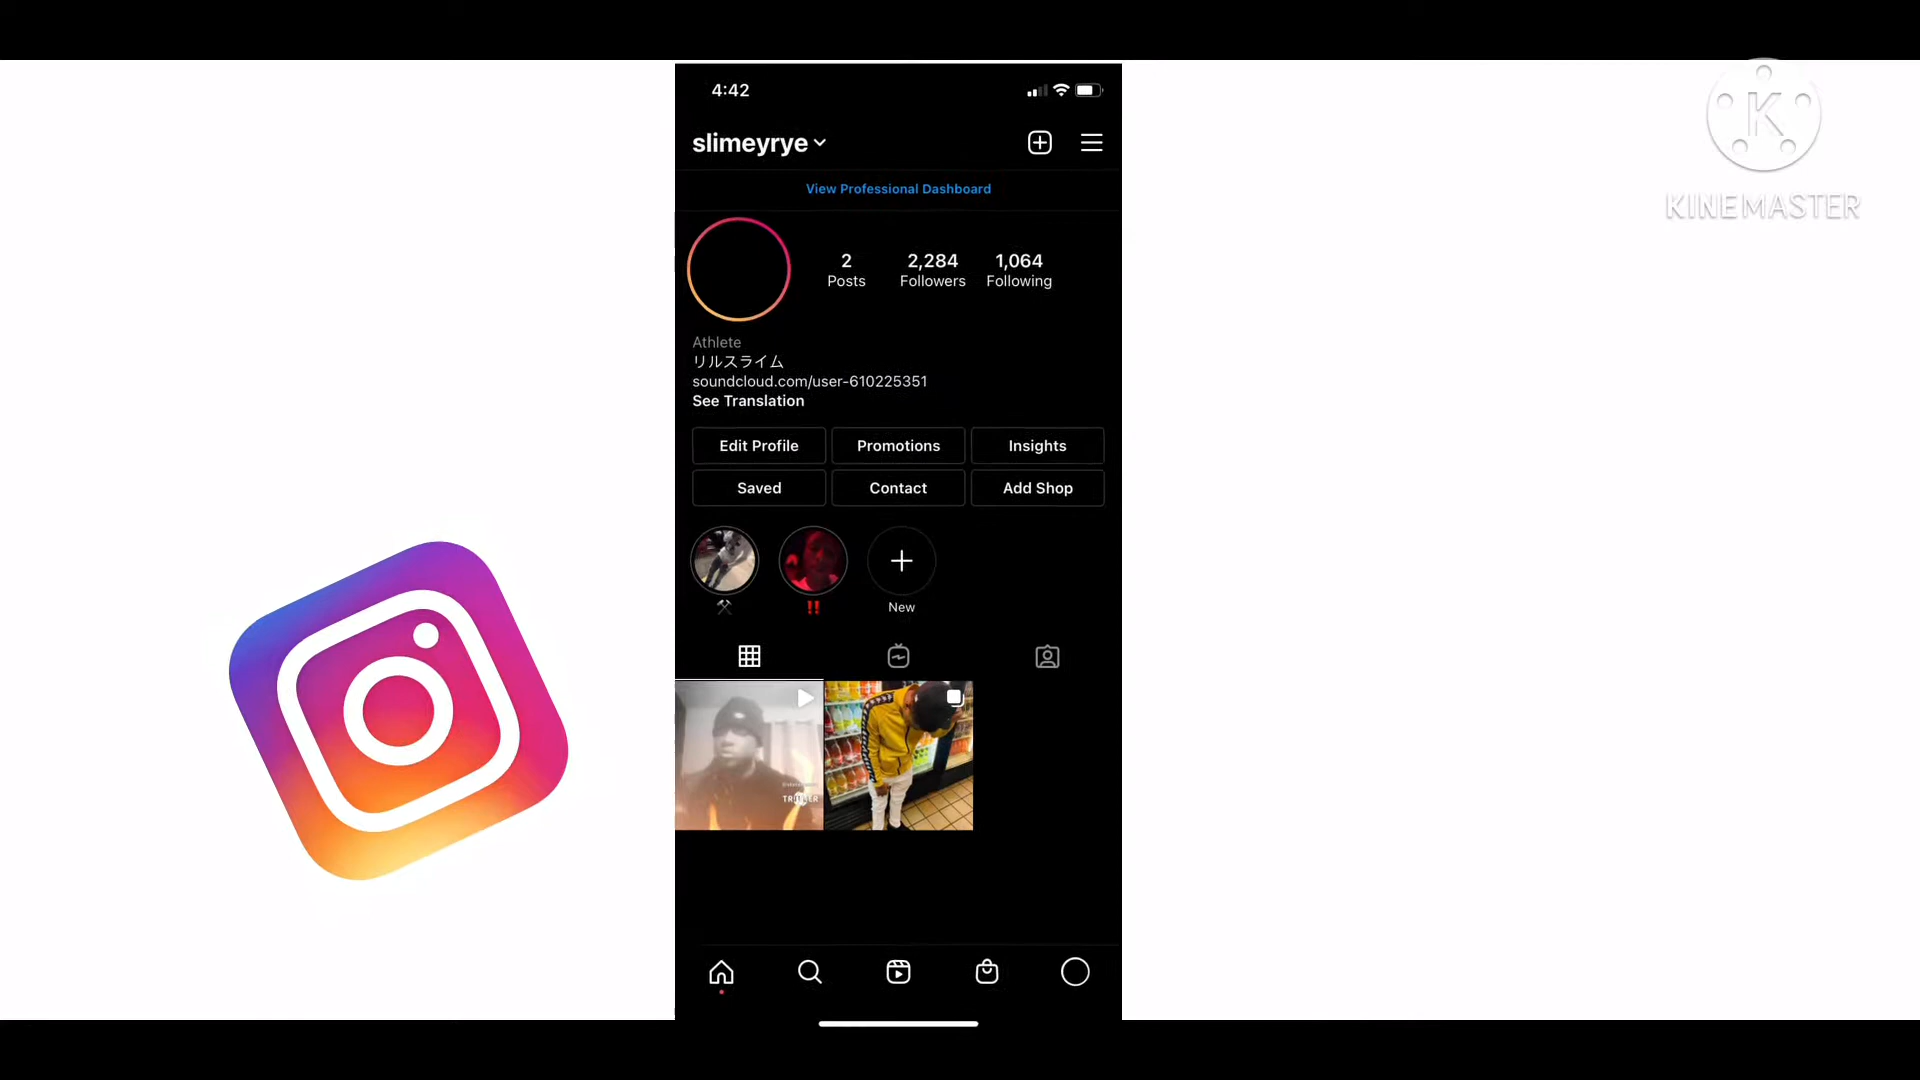 4:42
KINEMASTER
slimeyrye
View Professional Dashboard
2 2,284 1,064
Posts Followers Following
Athlete
リルスライム
soundcloud.com/user-610225351
See Translation
Edit Profile Promotions Insights
Saved Contact Add Shop
New